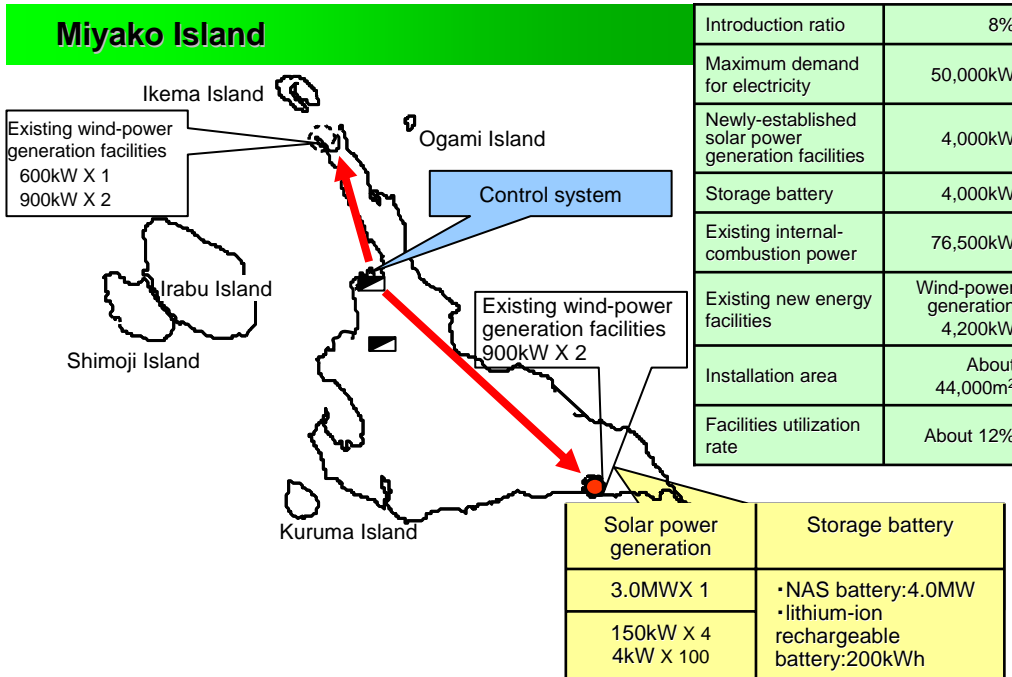 Miyako Island
Ikema Island
Existing wind-power
generation facilities
600kW X 1
900kW X 2
Ogami Island
Control system
Irabu Island
Shimoji Island
Existing wind-power
generation facilities
900kW X 2
Kuruma Island
Introduction ratio 8%
Maximum demand
for electricity
50,000kW
Newly-established
solar power
generation facilities
4,000kW
Storage battery 4,000kW
Existing internal-
combustion power
76,500kW
Existing new energy
facilities
Wind-power
generation
4,200kW
Installation area
About
44,000m²
Facilities utilization
rate
About 12%
Solar power
generation
Storage battery
3.0MWX 1
150kW X 4
4kW X 100
・NAS battery:4.0MW
・lithium-ion
rechargeable
battery:200kWh